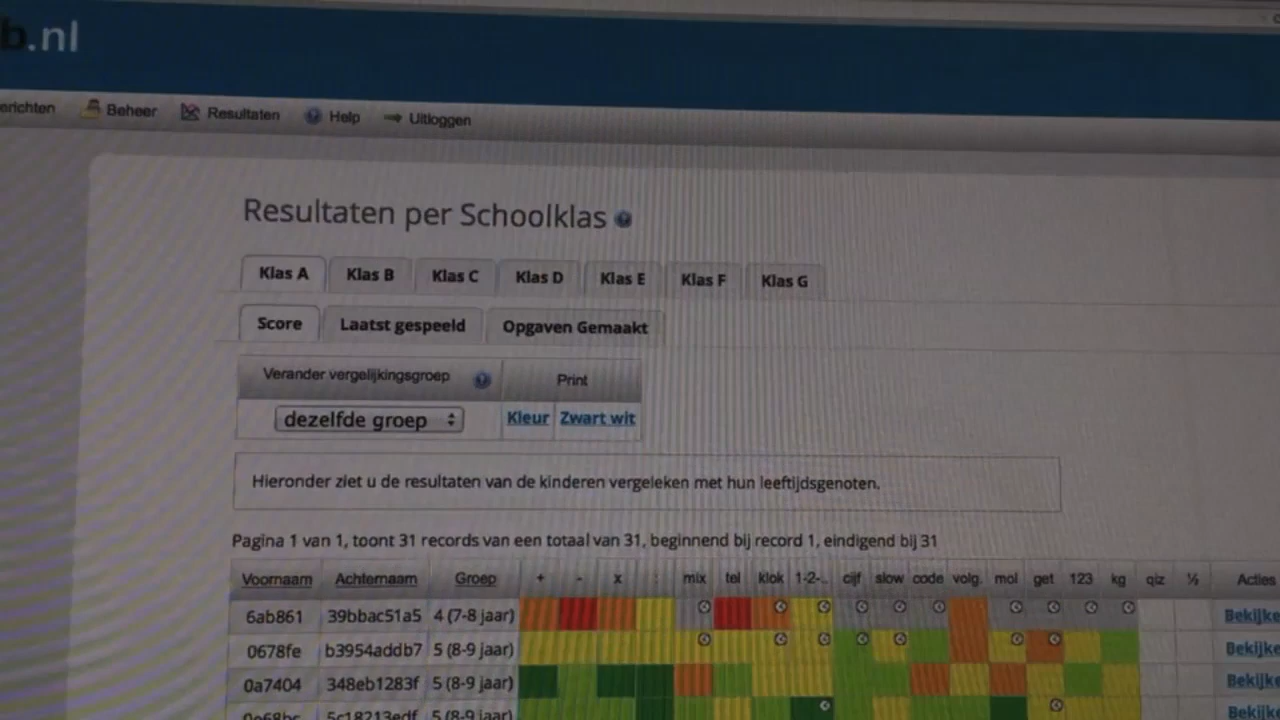 b.nl
erichten Beheer Resultaten Help Uitloggen
Resultaten per Schoolklas
Klas A Klas B Klas C Klas D Klas E Klas F Klas G
Score Laatst gespeeld Opgaven Gemaakt
Verander vergelijkingsgroep Print
dezelfde groep Kleur Zwart wit
Hieronder ziet u de resultaten van de kinderen vergeleken met hun leeftijdsgenoten.
Pagina 1 van 1, toont 31 records van een totaal van 31, beginnend bij record 1, eindigend bij 31
Voornaam Achternaam Groep + - x : mix tel klok 1-2-.. cijf slow code volg. mol get 123 kg qiz ½ Acties
6ab861 39bbac51a5 4 (7-8 jaar) Bekijke
0678fe b3954addb7 5 (8-9 jaar) Bekijke
0a7404 348eb1283f 5 (8-9 jaar) Bekijke
5c18213edf 5 (8-9 jaar) Bekijke